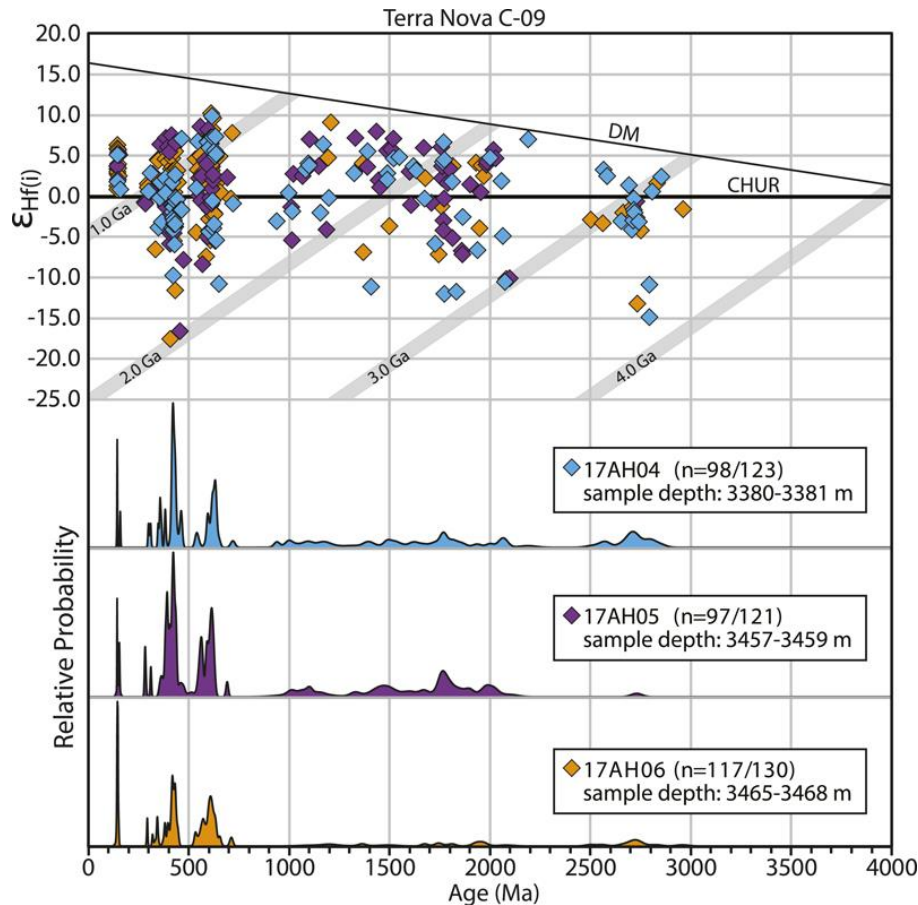 Terra Nova C-09
εHf(i)
20.0
15.0
10.0
5.0
0.0
-5.0
-10.0
-15.0
-20.0
-25.0
DM
CHUR
1.0 Ga
2.0 Ga
3.0 Ga
4.0 Ga
Relative Probability
17AH04 (n=98/123)
sample depth: 3380-3381 m
17AH05 (n=97/121)
sample depth: 3457-3459 m
17AH06 (n=117/130)
sample depth: 3465-3468 m
0 500 1000 1500 2000 2500 3000 3500 4000
Age (Ma)